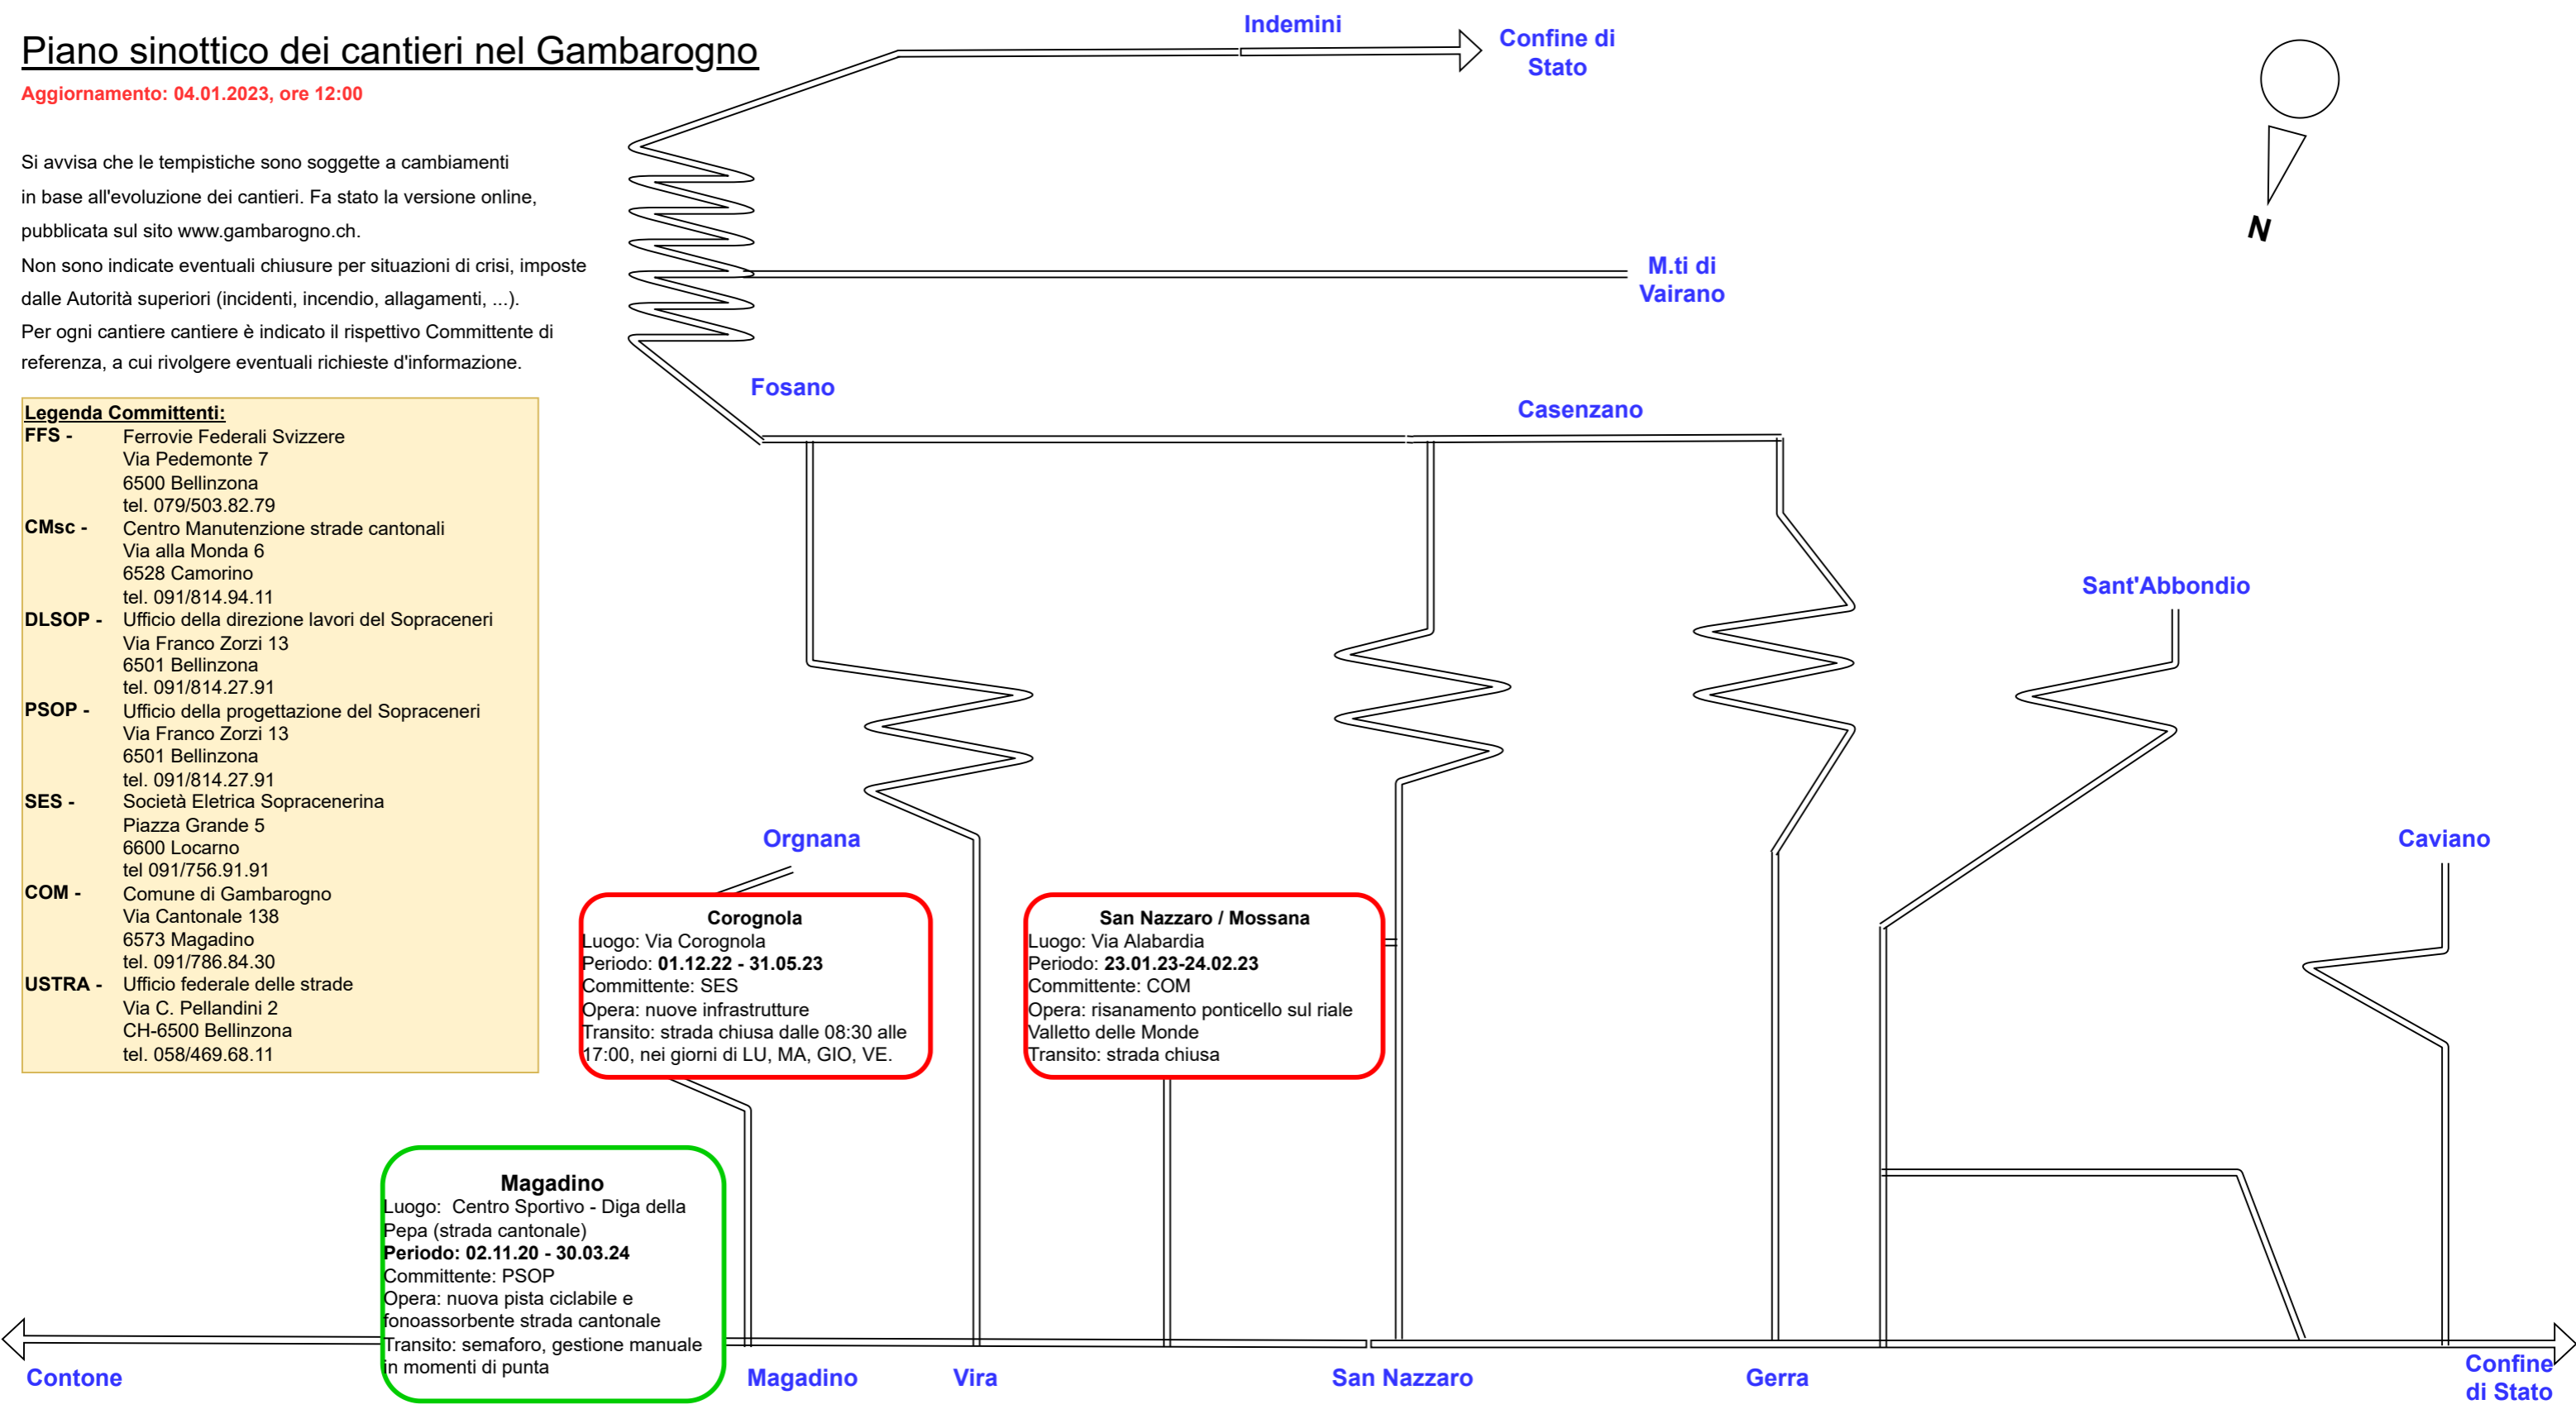 Piano sinottico dei cantieri nel Gambarogno
Aggiornamento: 04.01.2023, ore 12:00
Si avvisa che le tempistiche sono soggette a cambiamenti
in base all'evoluzione dei cantieri. Fa stato la versione online,
pubblicata sul sito www.gambarogno.ch.
Non sono indicate eventuali chiusure per situazioni di crisi, imposte
dalle Autorità superiori (incidenti, incendio, allagamenti, ...).
Per ogni cantiere cantiere è indicato il rispettivo Committente di
referenza, a cui rivolgere eventuali richieste d'informazione.
Legenda Committenti:
FFS - Ferrovie Federali Svizzere
Via Pedemonte 7
6500 Bellinzona
tel. 079/503.82.79
CMsc - Centro Manutenzione strade cantonali
Via alla Monda 6
6528 Camorino
tel. 091/814.94.11
DLSOP - Ufficio della direzione lavori del Sopraceneri
Via Franco Zorzi 13
6501 Bellinzona
tel. 091/814.27.91
PSOP - Ufficio della progettazione del Sopraceneri
Via Franco Zorzi 13
6501 Bellinzona
tel. 091/814.27.91
SES - Società Eletrica Sopracenerina
Piazza Grande 5
6600 Locarno
tel 091/756.91.91
COM - Comune di Gambarogno
Via Cantonale 138
6573 Magadino
tel. 091/786.84.30
USTRA - Ufficio federale delle strade
Via C. Pellandini 2
CH-6500 Bellinzona
tel. 058/469.68.11
Indemini
Confine di
Stato
N
M.ti di
Vairano
Fosano
Casenzano
Sant'Abbondio
Orgnana
Caviano
Corognola
Luogo: Via Corognola
Periodo: 01.12.22 - 31.05.23
Committente: SES
Opera: nuove infrastrutture
Transito: strada chiusa dalle 08:30 alle
17:00, nei giorni di LU, MA, GIO, VE.
San Nazzaro / Mossana
Luogo: Via Alabardia
Periodo: 23.01.23-24.02.23
Committente: COM
Opera: risanamento ponticello sul riale
Valletto delle Monde
Transito: strada chiusa
Magadino
Luogo: Centro Sportivo - Diga della
Pepa (strada cantonale)
Periodo: 02.11.20 - 30.03.24
Committente: PSOP
Opera: nuova pista ciclabile e
fonoassorbente strada cantonale
Transito: semaforo, gestione manuale
in momenti di punta
Contone
Magadino
Vira
San Nazzaro
Gerra
Confine
di Stato